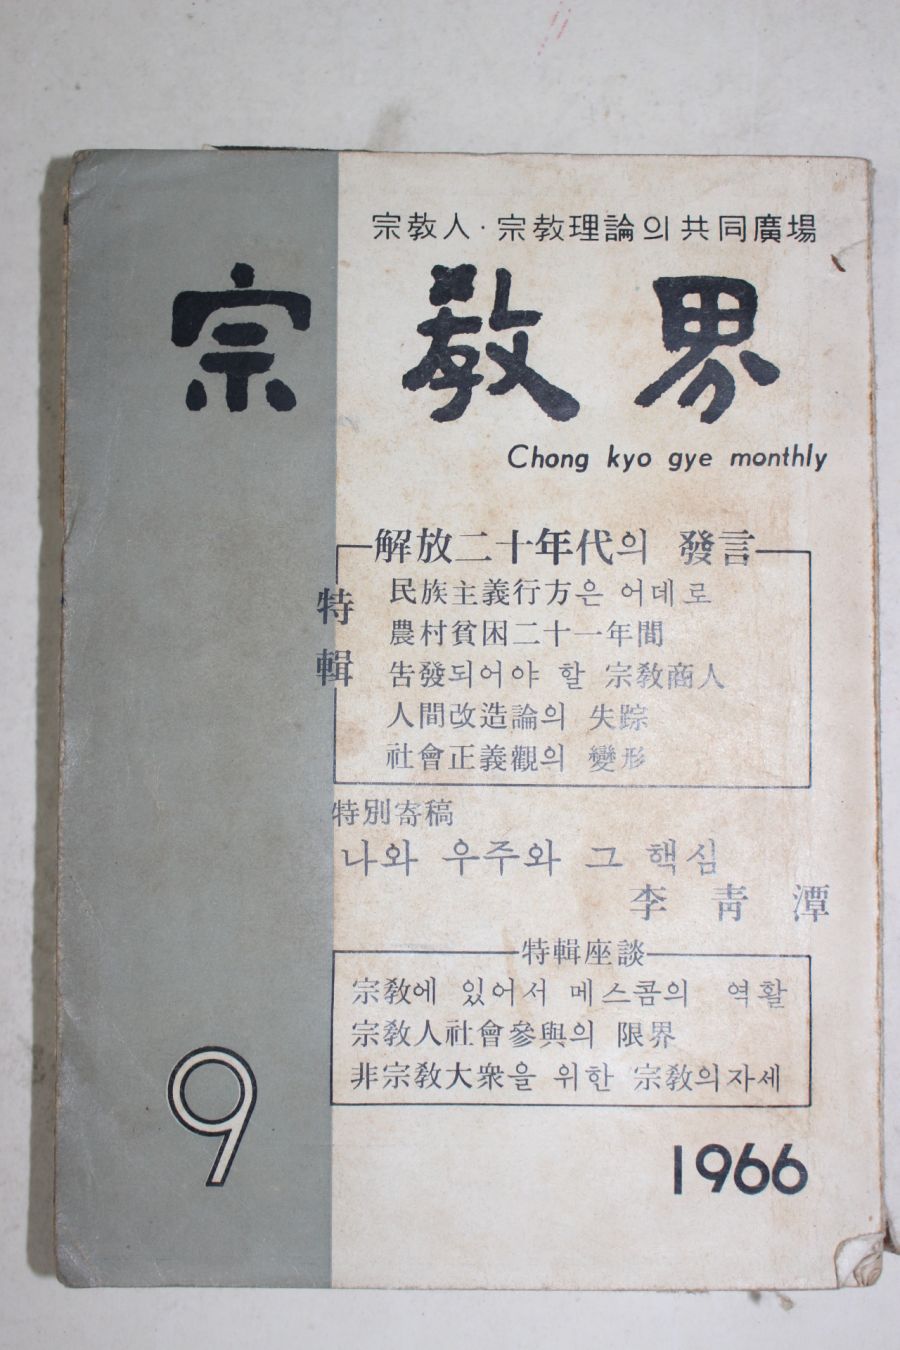 宗教人·宗教理論의 共同廣場
宗教界
Chong kyo gye monthly
解放二十年代의 發言
特輯
民族主義行方은 어데로
農村貧困二十一年間
告發되어야 할 宗教商人
人間改造論의 失踪
社會正義觀의 變形
特別寄稿
나와 우주와 그 핵심
李靑潭
特輯座談
宗教에 있어서 메스콤의 역활
宗教人社會參與의 限界
非宗教大衆을 위한 宗教의자세
9
1966